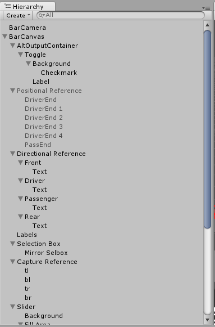 Hierarchy
Create
All
BarCamera
BarCanvas
AltOutputContainer
Toggle
Background
Checkmark
Label
Positional Reference
DriverEnd
DriverEnd 1
DriverEnd 2
DriverEnd 3
DriverEnd 4
PassEnd
Directional Reference
Front
Text
Driver
Text
Passenger
Text
Rear
Text
Labels
Selection Box
Mirror Selbox
Capture Reference
tl
bl
tr
br
Slider
Background
Fill Area